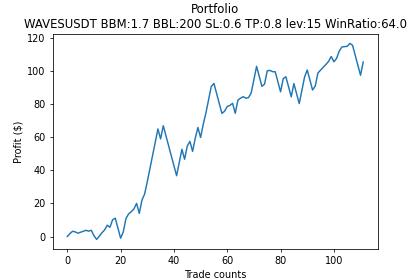 Portfolio
WAVESUSDT BBM:1.7 BBL:200 SL:0.6 TP:0.8 lev:15 WinRatio:64.0
120
100
80
60
40
20
0
Profit ($)
0 20 40 60 80 100
Trade counts